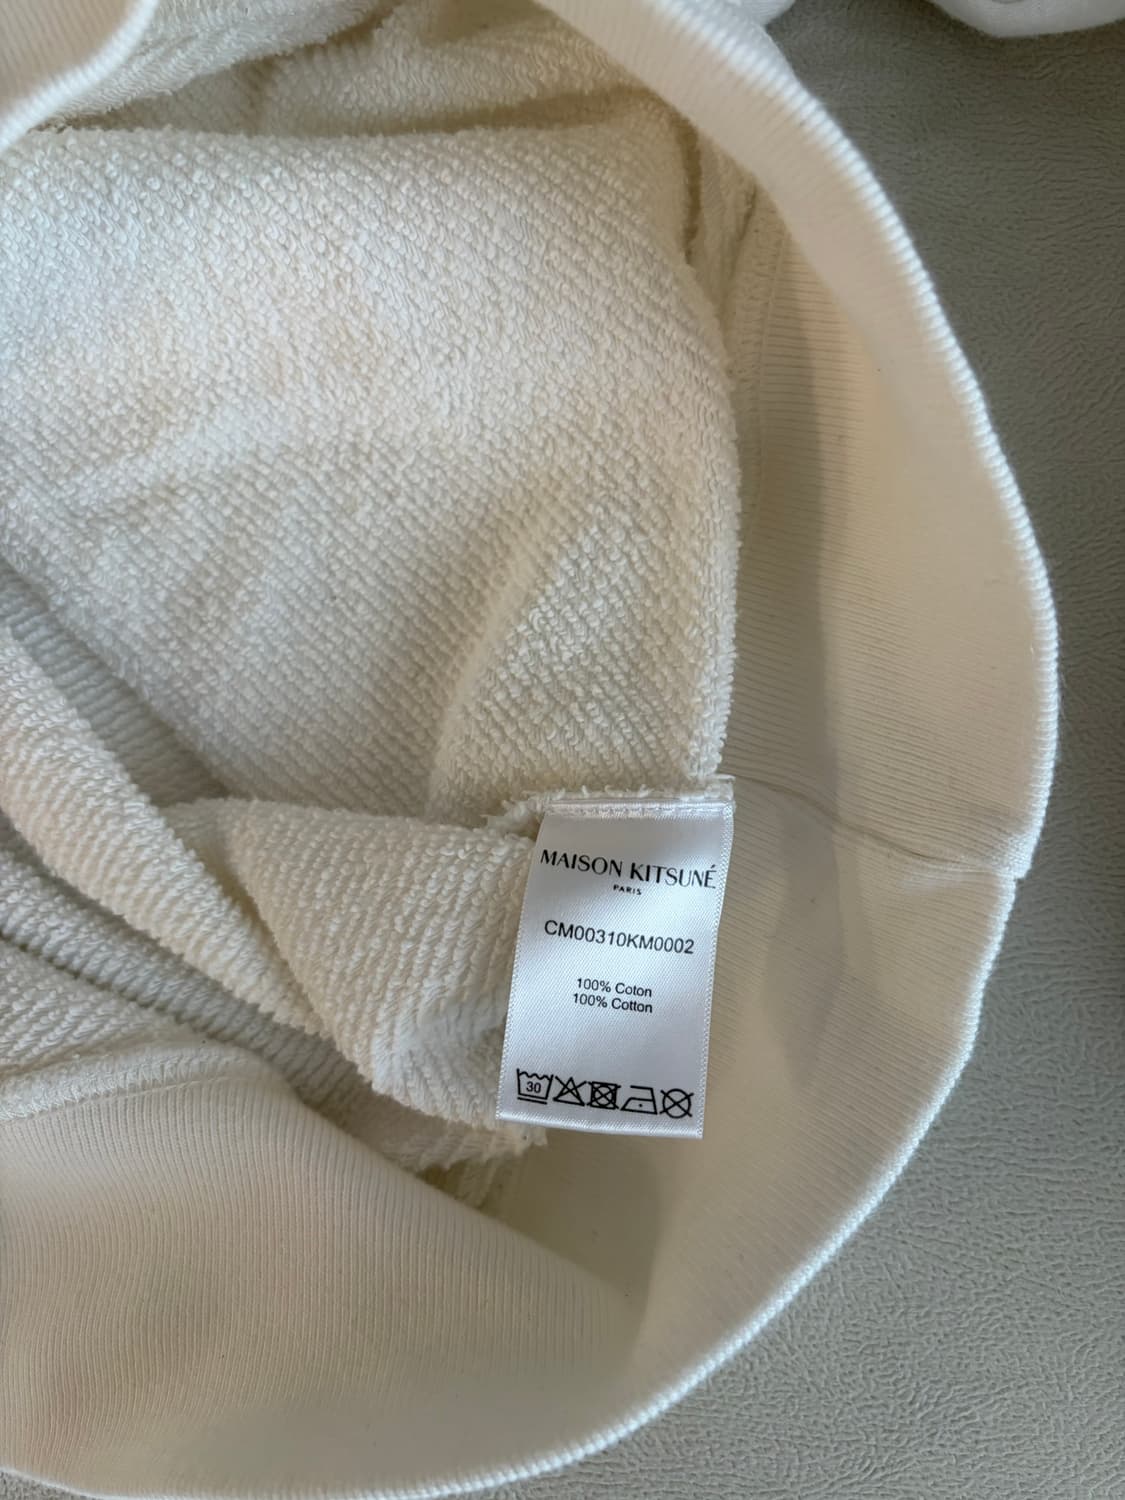 MAISON KITSUNÉ
PARIS
CM00310KM0002
100% Coton
100% Cotton
30